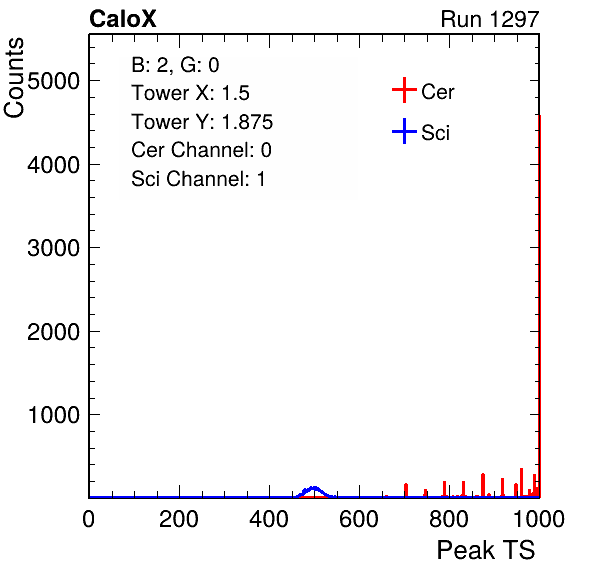 CaloX Run 1297
Counts
B: 2, G: 0
Tower X: 1.5
Tower Y: 1.875
Cer Channel: 0
Sci Channel: 1
Cer
Sci
5000
4000
3000
2000
1000
0 200 400 600 800 1000
Peak TS